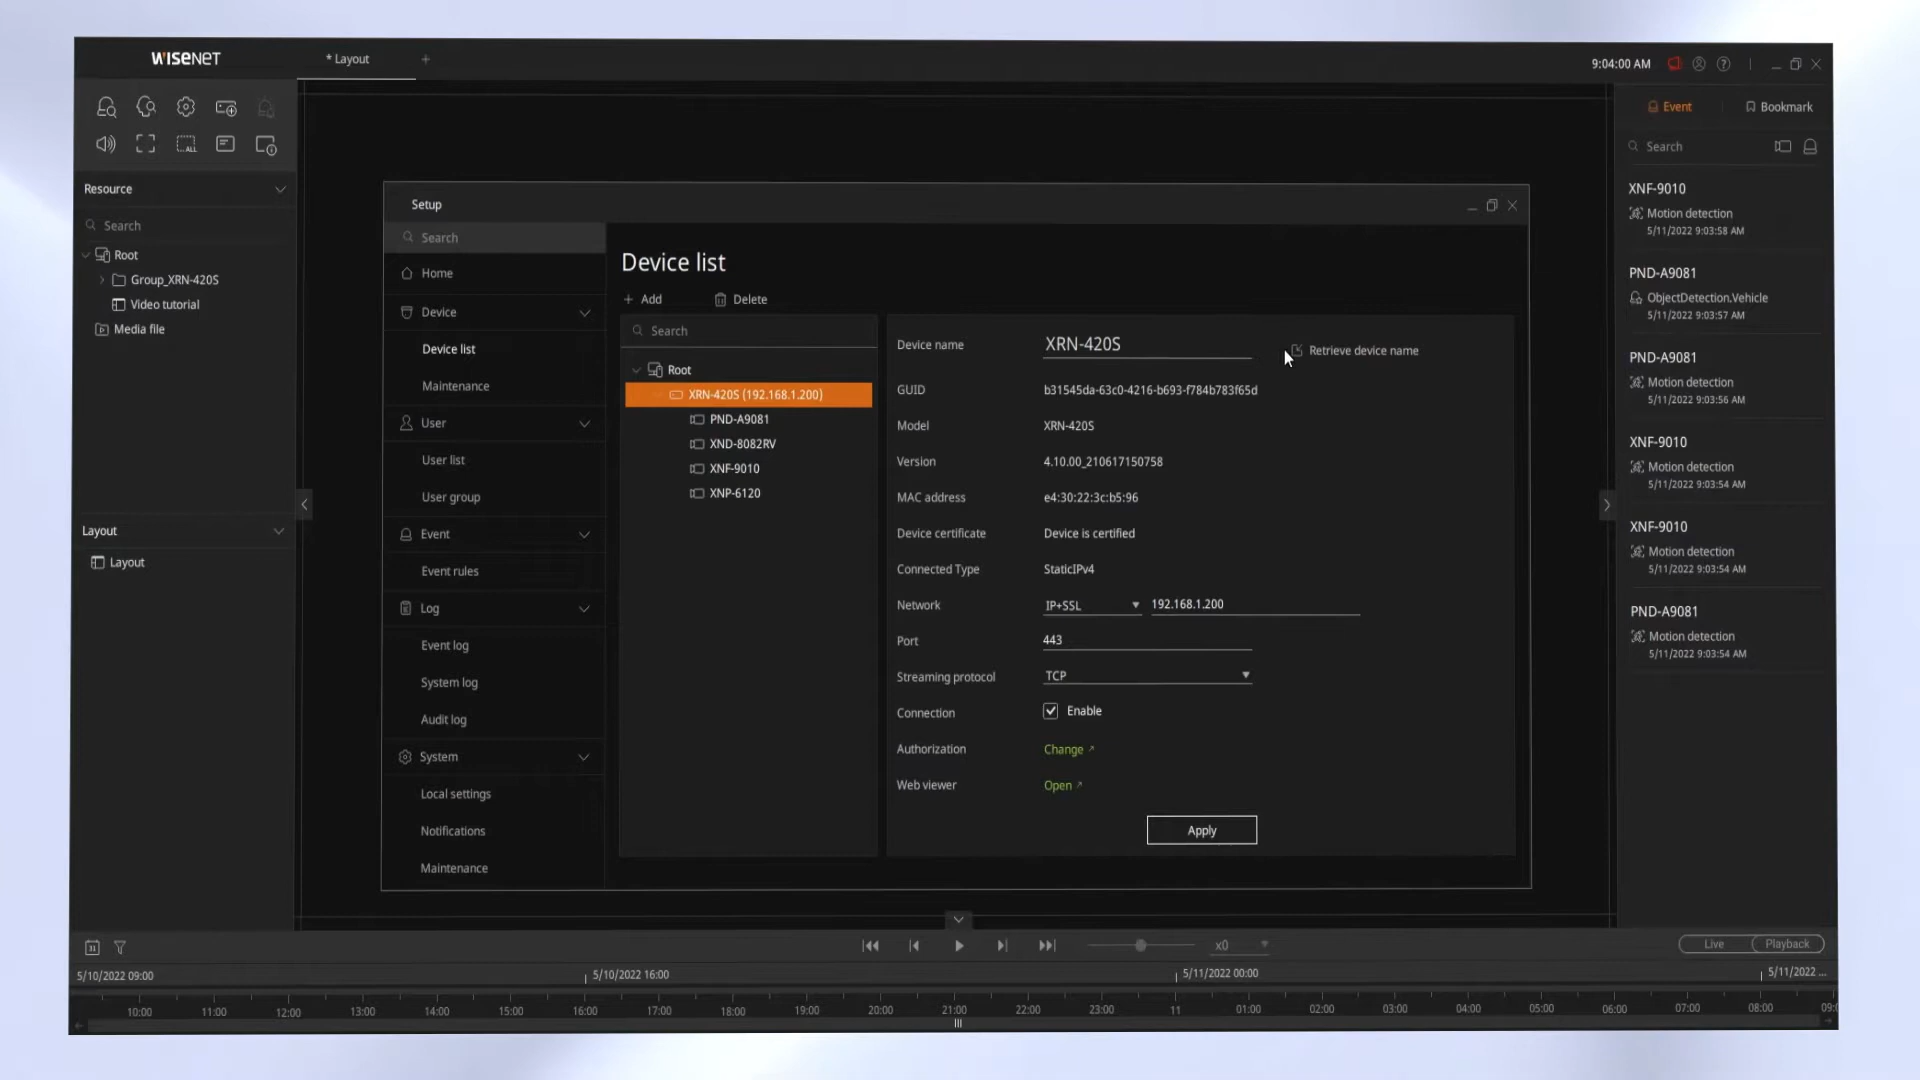 WISENET
* Layout
+
9:04:00 AM
Resource
Search
Root
Group_XRN-420S
Video tutorial
Media file
Layout
Layout
Setup
Search
Home
Device
Device list
Maintenance
User
User list
User group
Event
Event rules
Log
Event log
System log
Audit log
System
Local settings
Notifications
Maintenance
Device list
+ Add
Delete
Search
Root
XRN-420S (192.168.1.200)
PND-A9081
XND-8082RV
XNF-9010
XNP-6120
Device name XRN-420S Retrieve device name
GUID b31545da-63c0-4216-b693-f784b783f65d
Model XRN-420S
Version 4.10.00_210617150758
MAC address e4:30:22:3c:b5:96
Device certificate Device is certified
Connected Type StaticIPv4
Network IP+SSL 192.168.1.200
Port 443
Streaming protocol TCP
Connection Enable
Authorization Change
Web viewer Open
Apply
Event Bookmark
Search
XNF-9010
Motion detection
5/11/2022 9:03:58 AM
PND-A9081
ObjectDetection.Vehicle
5/11/2022 9:03:57 AM
PND-A9081
Motion detection
5/11/2022 9:03:56 AM
XNF-9010
Motion detection
5/11/2022 9:03:54 AM
XNF-9010
Motion detection
5/11/2022 9:03:54 AM
PND-A9081
Motion detection
5/11/2022 9:03:54 AM
x0
Live Playback
5/10/2022 09:00 5/10/2022 16:00 5/11/2022 00:00 5/11/2022 ...
10:00 11:00 12:00 13:00 14:00 15:00 16:00 17:00 18:00 19:00 20:00 21:00 22:00 23:00 11 01:00 02:00 03:00 04:00 05:00 06:00 07:00 08:00 09: